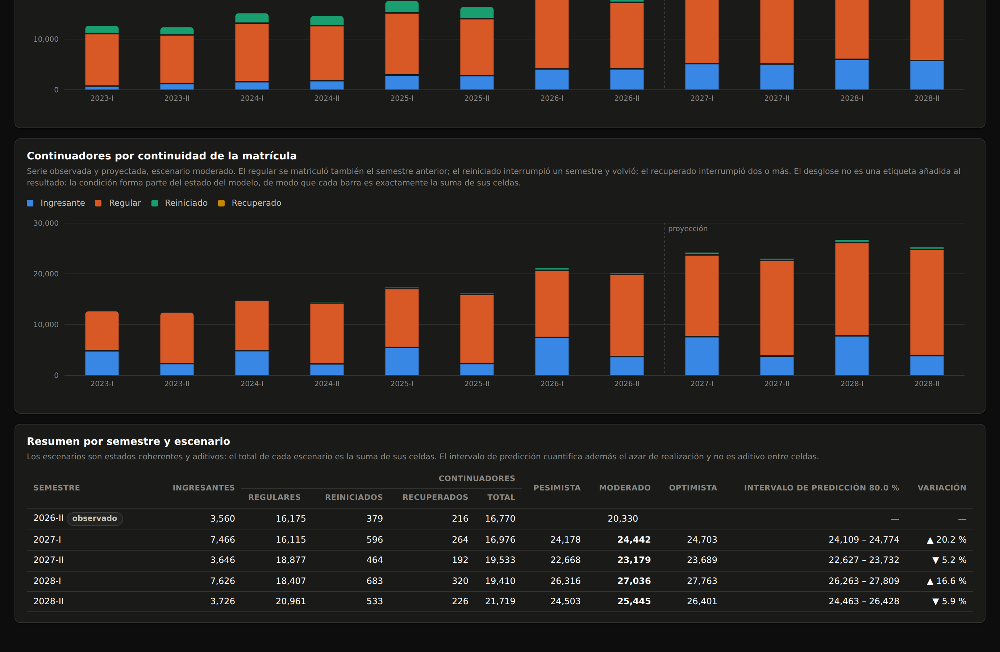 10,000
0
2023-I 2023-II 2024-I 2024-II 2025-I 2025-II 2026-I 2026-II 2027-I 2027-II 2028-I 2028-II
Continuadores por continuidad de la matrícula
Serie observada y proyectada, escenario moderado. El regular se matriculó también el semestre anterior; el reiniciado interrumpió un semestre y volvió; el recuperado interrumpió dos o más. El desglose no es una etiqueta añadida al
resultado: la condición forma parte del estado del modelo, de modo que cada barra es exactamente la suma de sus celdas.
Ingresante Regular Reiniciado Recuperado
30,000
proyección
20,000
10,000
0
2023-I 2023-II 2024-I 2024-II 2025-I 2025-II 2026-I 2026-II 2027-I 2027-II 2028-I 2028-II
Resumen por semestre y escenario
Los escenarios son estados coherentes y aditivos: el total de cada escenario es la suma de sus celdas. El intervalo de predicción cuantifica además el azar de realización y no es aditivo entre celdas.
CONTINUADORES
SEMESTRE INGRESANTES PESIMISTA MODERADO OPTIMISTA INTERVALO DE PREDICCIÓN 80.0 % VARIACIÓN
REGULARES REINICIADOS RECUPERADOS TOTAL
2026-II observado 3,560 16,175 379 216 16,770 20,330 — —
2027-I 7,466 16,115 596 264 16,976 24,178 24,442 24,703 24,109 – 24,774 ▲ 20.2 %
2027-II 3,646 18,877 464 192 19,533 22,668 23,179 23,689 22,627 – 23,732 ▼ 5.2 %
2028-I 7,626 18,407 683 320 19,410 26,316 27,036 27,763 26,263 – 27,809 ▲ 16.6 %
2028-II 3,726 20,961 533 226 21,719 24,503 25,445 26,401 24,463 – 26,428 ▼ 5.9 %